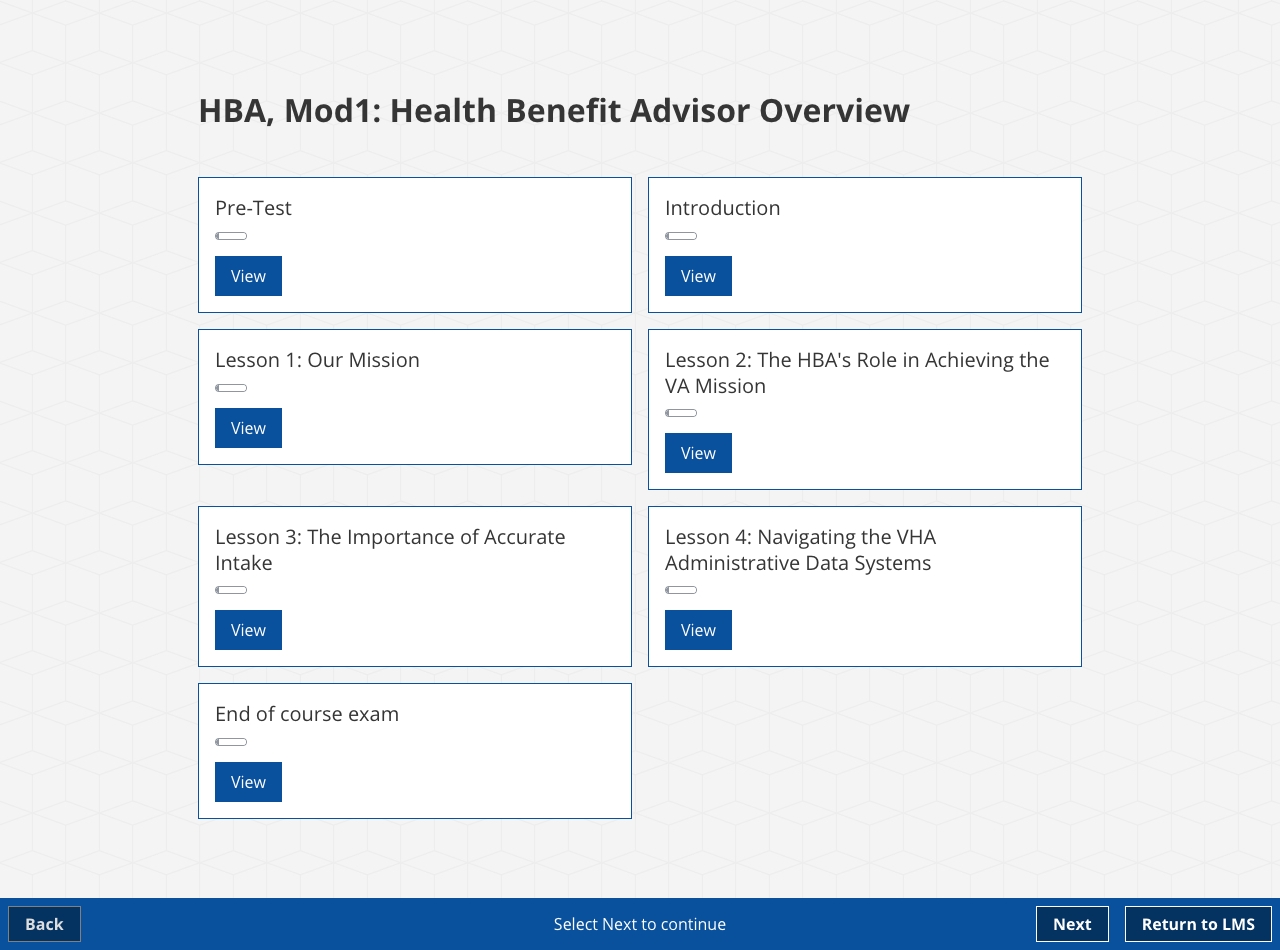 HBA, Mod1: Health Benefit Advisor Overview
Pre-Test
View
Introduction
View
Lesson 1: Our Mission
View
Lesson 2: The HBA's Role in Achieving the
VA Mission
View
Lesson 3: The Importance of Accurate
Intake
View
Lesson 4: Navigating the VHA
Administrative Data Systems
View
End of course exam
View
Back
Select Next to continue
Next
Return to LMS